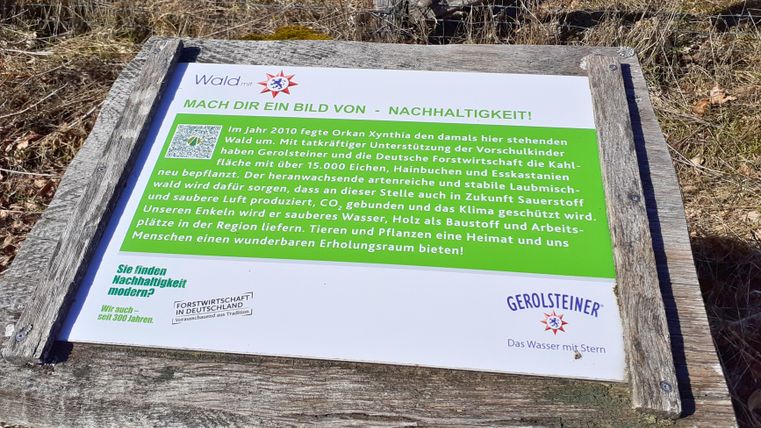 Wald mit
MACH DIR EIN BILD VON - NACHHALTIGKEIT!
Im Jahr 2010 fegte Orkan Xynthia den damals hier stehenden
Wald um. Mit tatkräftiger Unterstützung der Vorschulkinder
haben Gerolsteiner und die Deutsche Forstwirtschaft die Kahl-
fläche mit über 15.000 Eichen, Hainbuchen und Esskastanien
neu bepflanzt. Der heranwachsende artenreiche und stabile Laubmisch-
wald wird dafür sorgen, dass an dieser Stelle auch in Zukunft Sauerstoff
und saubere Luft produziert, CO₂ gebunden und das Klima geschützt wird.
Unseren Enkeln wird er sauberes Wasser, Holz als Baustoff und Arbeits-
plätze in der Region liefern. Tieren und Pflanzen eine Heimat und uns
Menschen einen wunderbaren Erholungsraum bieten!
Sie finden
Nachhaltigkeit
modern?
Wir auch –
seit 300 Jahren.
FORSTWIRTSCHAFT
IN DEUTSCHLAND
Vorausschauend aus Tradition
GEROLSTEINER
Das Wasser mit Stern